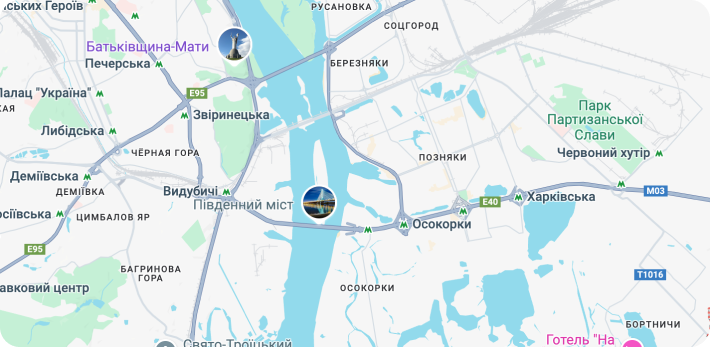 ських Героїв
РУСАНОВКА
СОЦГОРОД
Батьківщина-Мати
Печерська
БЕРЕЗНЯКИ
Палац "Україна"
E95
Звіринецька
Парк
Партизанської
Слави
Либідська
ЧЁРНАЯ ГОРА
ПОЗНЯКИ
Червоний хутір
Деміївська
ДЕМІЇВКА
Видубичі
M03
Південний міст
E40
Харківська
осіївська
ЦИМБАЛОВ ЯР
Осокорки
E95
БАГРИНОВА
ГОРА
T1016
авковий центр
ОСОКОРКИ
БОРТНИЧИ
Свято-Троїцький
Готель "На